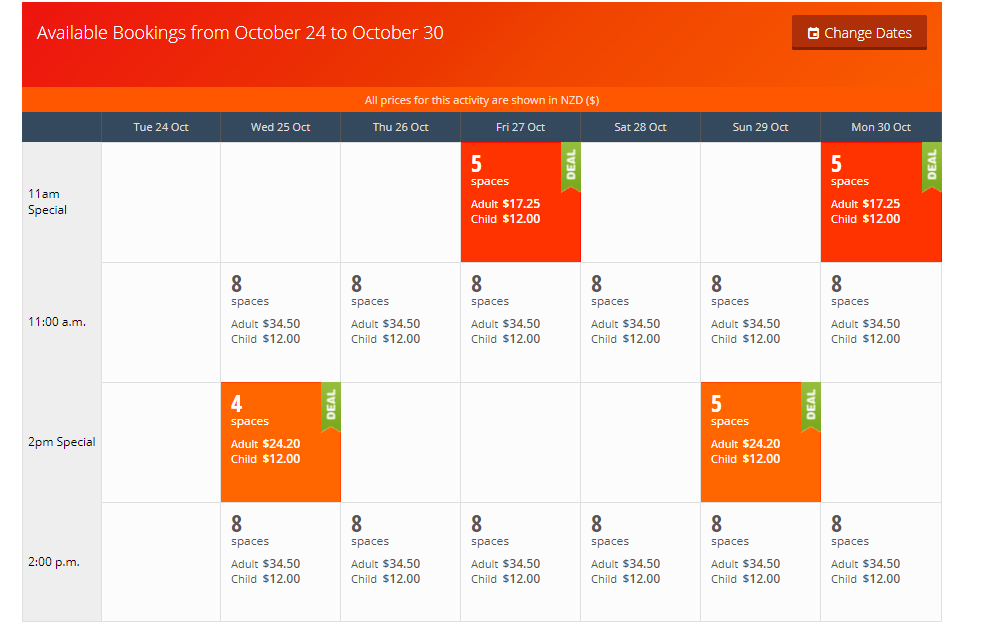 Available Bookings from October 24 to October 30
Change Dates
All prices for this activity are shown in NZD ($)
Tue 24 Oct Wed 25 Oct Thu 26 Oct Fri 27 Oct Sat 28 Oct Sun 29 Oct Mon 30 Oct
11am
Special
5
spaces
Adult $17.25
Child $12.00
DEAL
5
spaces
Adult $17.25
Child $12.00
DEAL
11:00 a.m.
8
spaces
Adult $34.50
Child $12.00
8
spaces
Adult $34.50
Child $12.00
8
spaces
Adult $34.50
Child $12.00
8
spaces
Adult $34.50
Child $12.00
8
spaces
Adult $34.50
Child $12.00
8
spaces
Adult $34.50
Child $12.00
2pm Special
4
spaces
Adult $24.20
Child $12.00
DEAL
5
spaces
Adult $24.20
Child $12.00
DEAL
2:00 p.m.
8
spaces
Adult $34.50
Child $12.00
8
spaces
Adult $34.50
Child $12.00
8
spaces
Adult $34.50
Child $12.00
8
spaces
Adult $34.50
Child $12.00
8
spaces
Adult $34.50
Child $12.00
8
spaces
Adult $34.50
Child $12.00